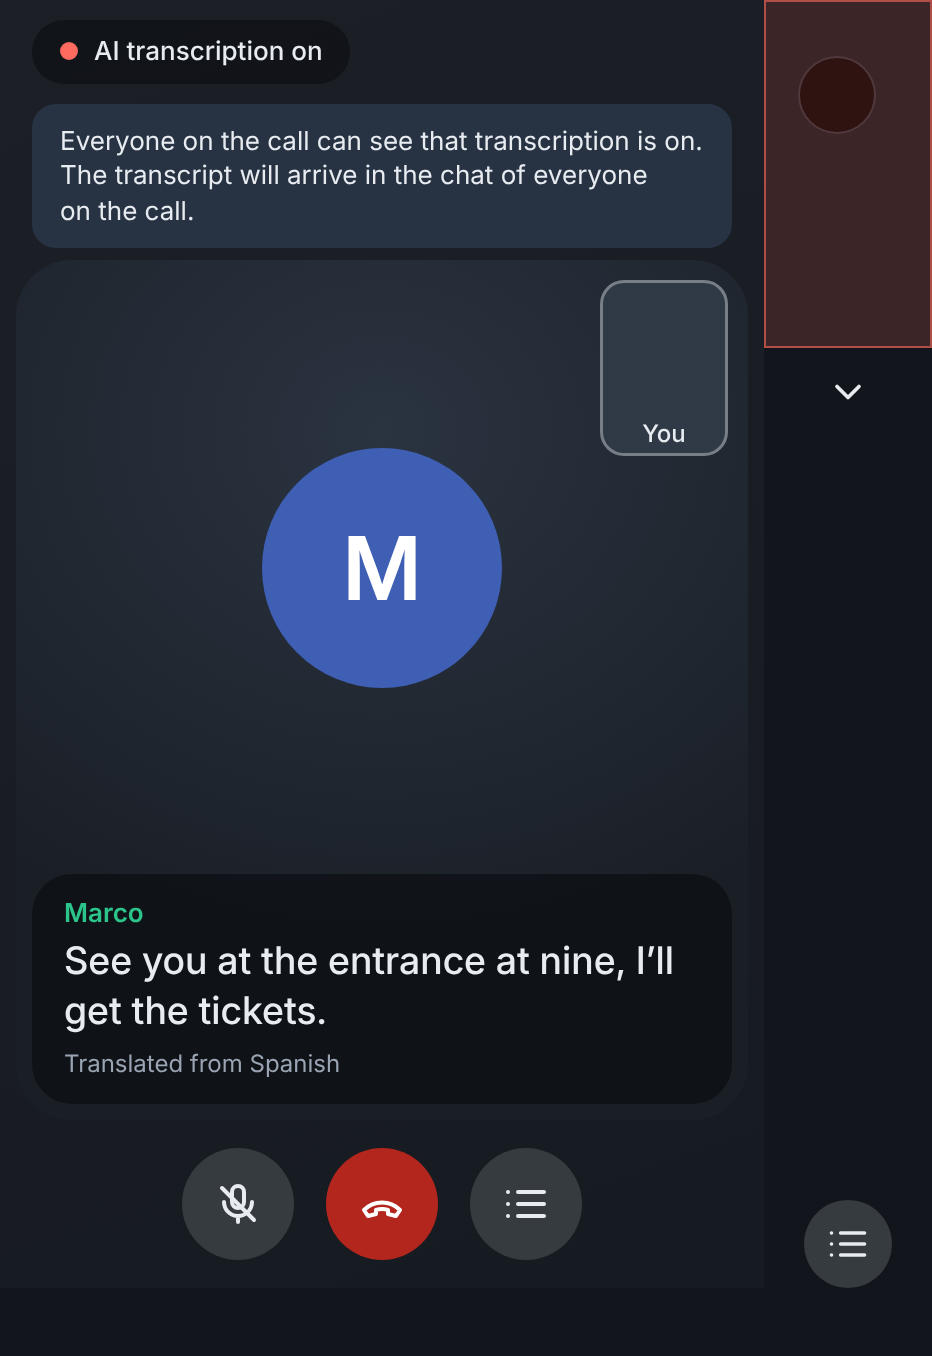 AI transcription on
Everyone on the call can see that transcription is on.
The transcript will arrive in the chat of everyone
on the call.
You
M
Marco
See you at the entrance at nine, I’ll
get the tickets.
Translated from Spanish